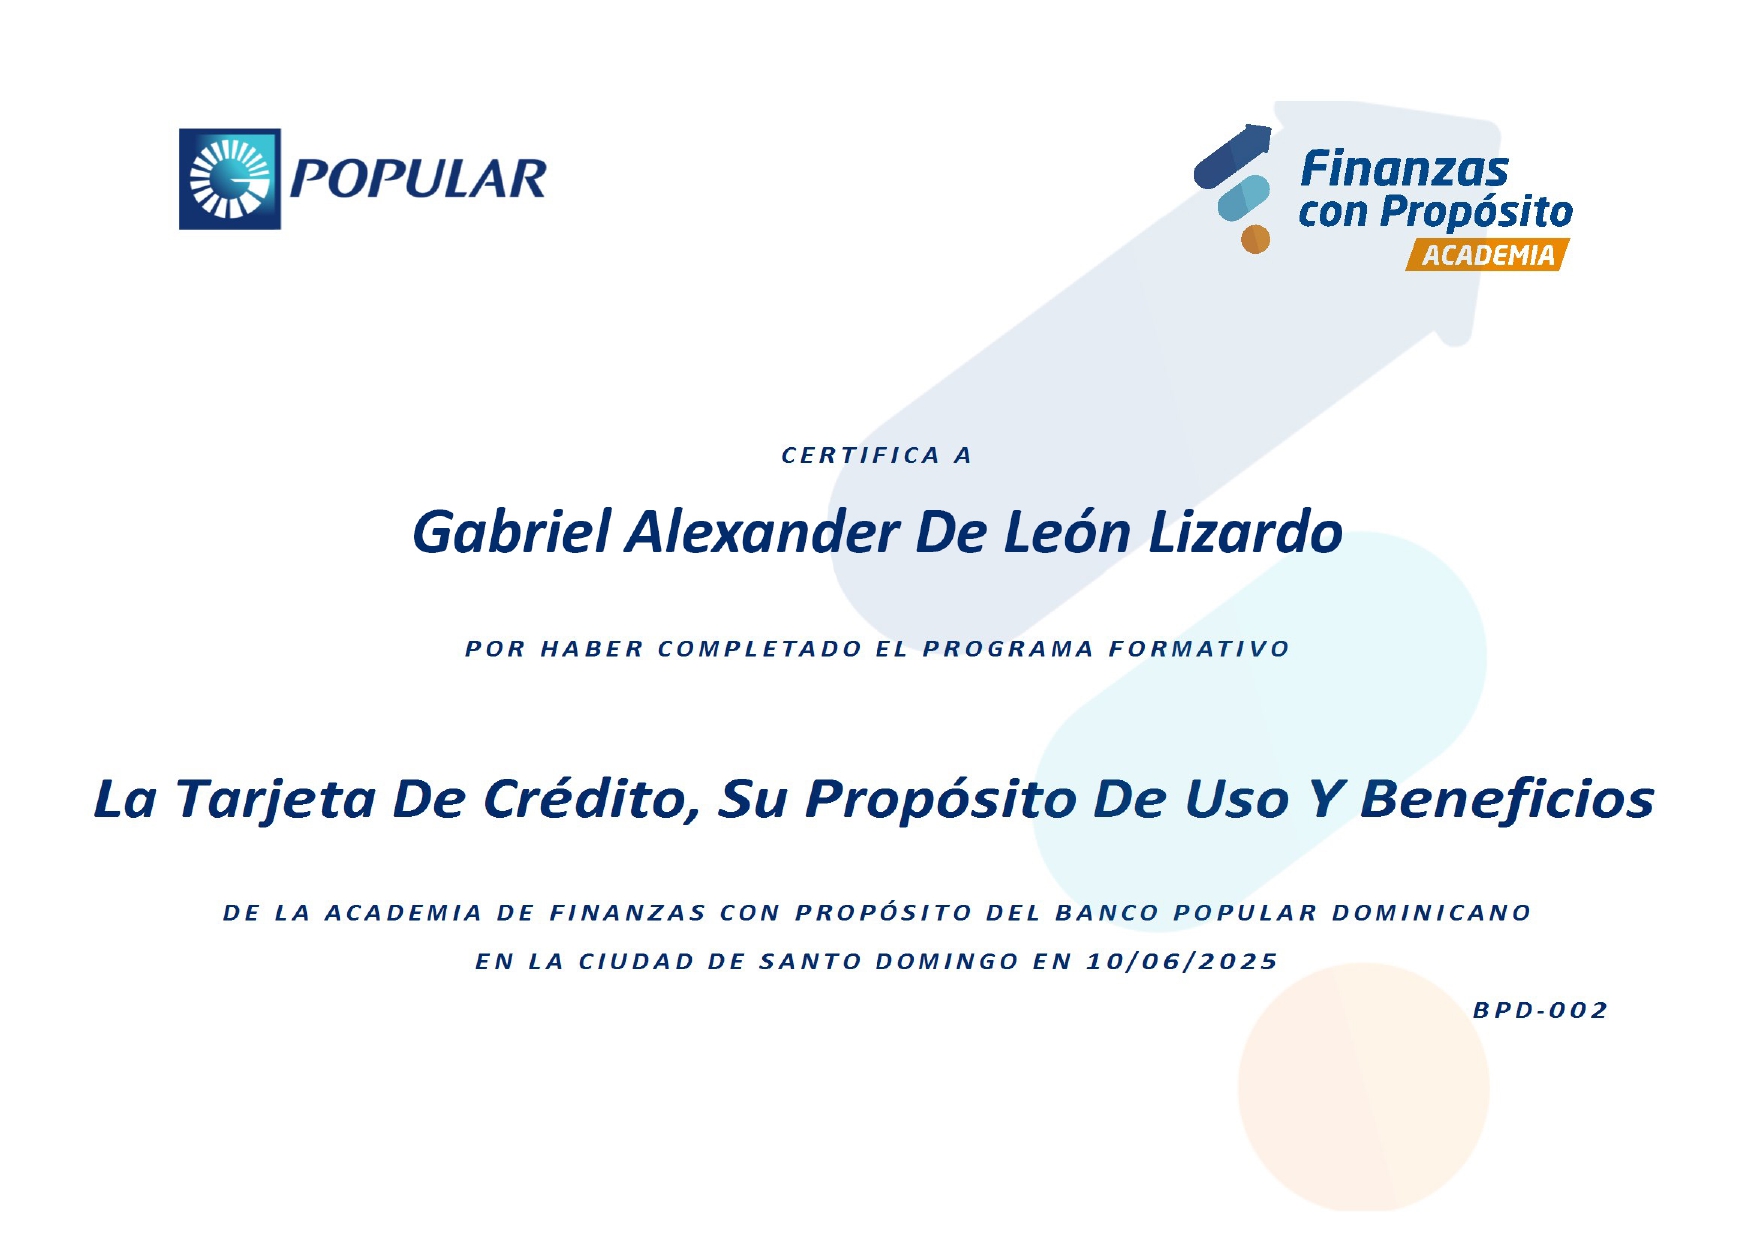 POPULAR
Finanzas
con Propósito
ACADEMIA
CERTIFICA A
Gabriel Alexander De León Lizardo
POR HABER COMPLETADO EL PROGRAMA FORMATIVO
La Tarjeta De Crédito, Su Propósito De Uso Y Beneficios
DE LA ACADEMIA DE FINANZAS CON PROPÓSITO DEL BANCO POPULAR DOMINICANO
EN LA CIUDAD DE SANTO DOMINGO EN 10/06/2025
BPD-002